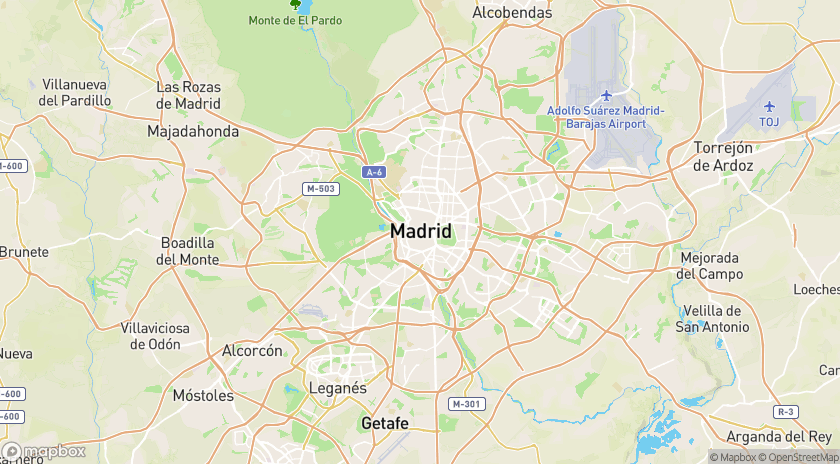 Alcobendas
Monte de El Pardo
Villanueva
del Pardillo
Las Rozas
de Madrid
Adolfo Suárez Madrid-
Barajas Airport
TOJ
Majadahonda
Torrejón
de Ardoz
M-600
A-6
M-503
Madrid
Boadilla
del Monte
Brunete
Mejorada
del Campo
Loeches
Velilla de
San Antonio
Villaviciosa
de Odón
Alcorcón
Nueva
Leganés
Móstoles
M-600
M-301
R-3
M-600
Getafe
Arganda del Rey
mapbox
© Mapbox © OpenStreetMap